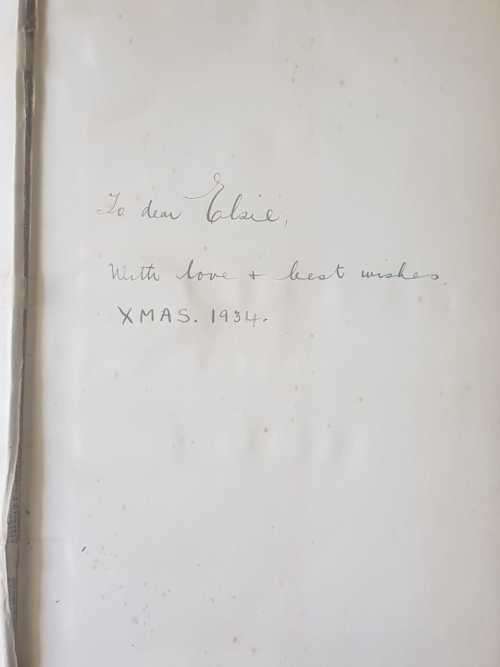 To dear Elsie,
With love + best wishes.
XMAS. 1934.